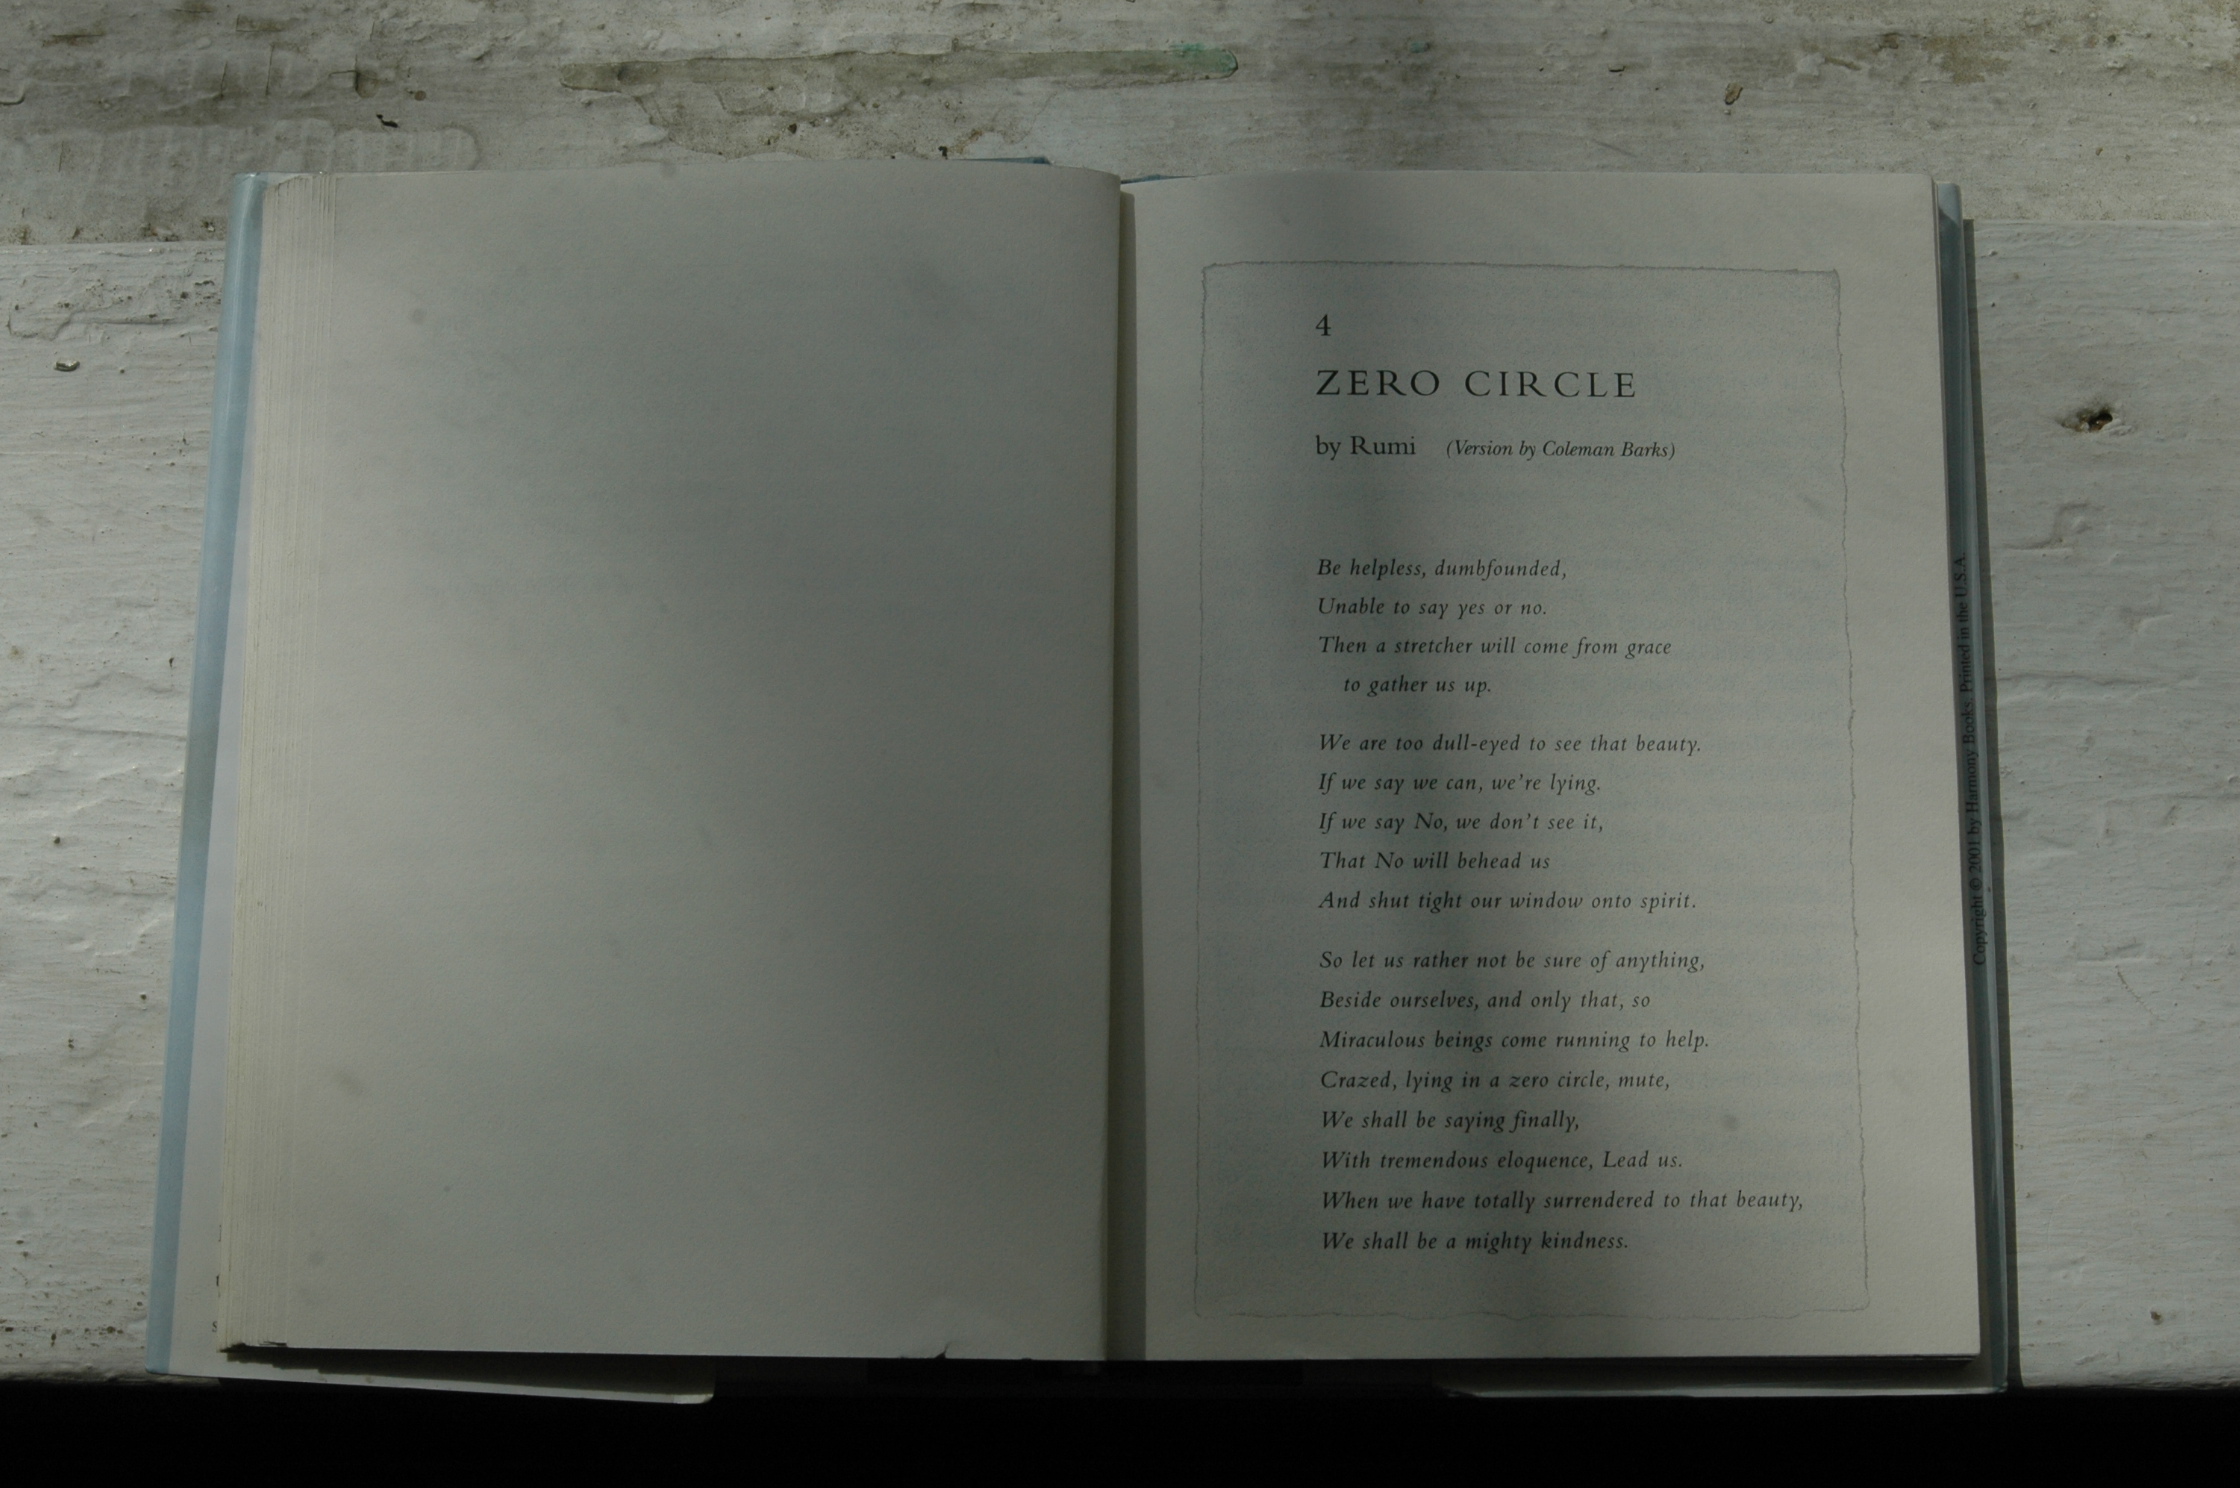 4
ZERO CIRCLE
by Rumi (Version by Coleman Barks)
Be helpless, dumbfounded,
Unable to say yes or no.
Then a stretcher will come from grace
to gather us up.
We are too dull-eyed to see that beauty.
If we say we can, we're lying.
If we say No, we don't see it,
That No will behead us
And shut tight our window onto spirit.
So let us rather not be sure of anything,
Beside ourselves, and only that, so
Miraculous beings come running to help.
Crazed, lying in a zero circle, mute,
We shall be saying finally,
With tremendous eloquence, Lead us.
When we have totally surrendered to that beauty,
We shall be a mighty kindness.
Copyright © 2001 by Harmony Books. Printed in the U.S.A